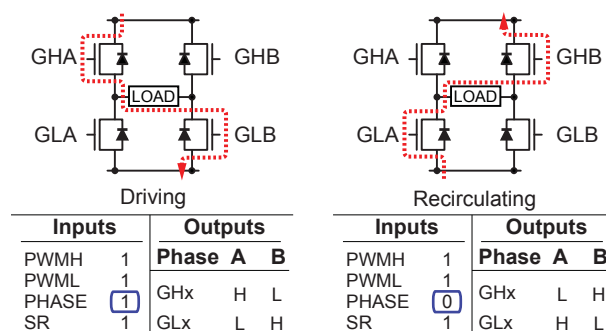 GHA GHB GHA GHB
LOAD LOAD
GLA GLB GLA GLB
Driving Recirculating
Inputs Outputs Inputs Outputs
PWMH 1 Phase A B PWMH 1 Phase A B
PWML 1 PWML 1
PHASE 1 GHx H L PHASE 0 GHx L H
SR 1 GLx L H SR 1 GLx H L